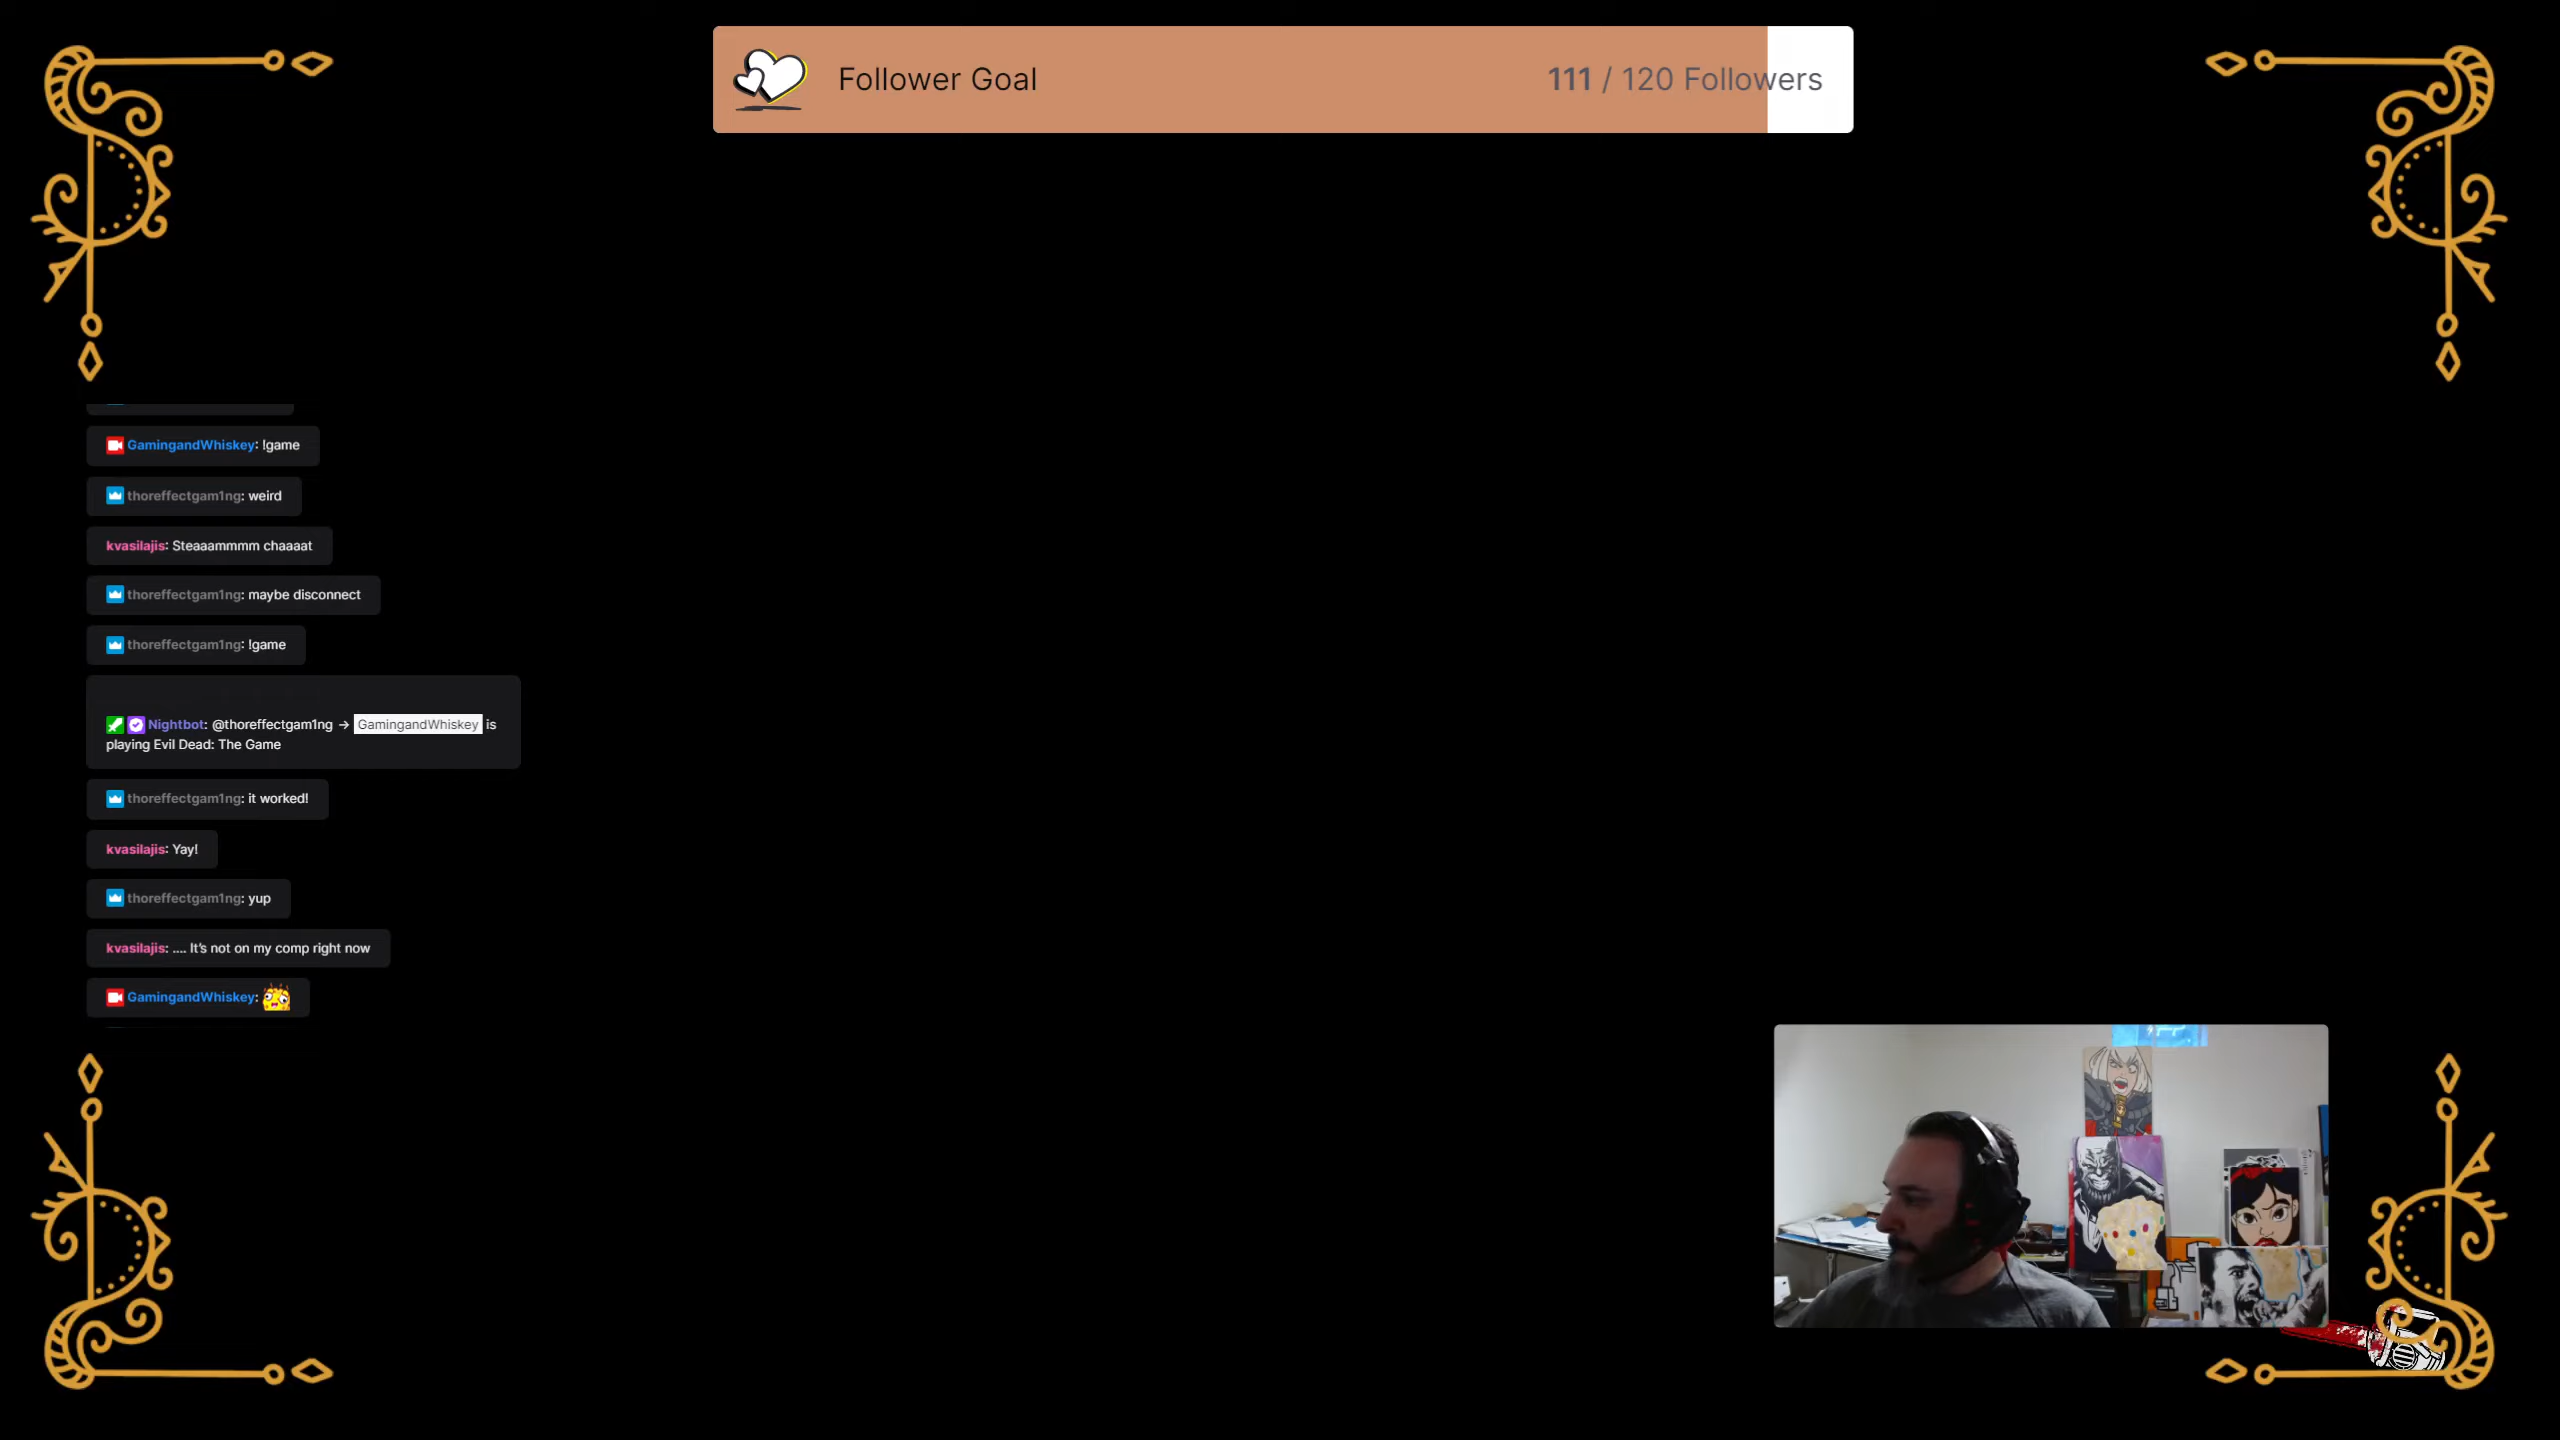 Follower Goal
111 / 120 Followers
GamingandWhiskey: !game
thoreffectgam1ng: weird
kvasilajis: Steaaammmm chaaaat
thoreffectgam1ng: maybe disconnect
thoreffectgam1ng: !game
Nightbot: @thoreffectgam1ng → GamingandWhiskey is
playing Evil Dead: The Game
thoreffectgam1ng: it worked!
kvasilajis: Yay!
thoreffectgam1ng: yup
kvasilajis: .... It's not on my comp right now
GamingandWhiskey: